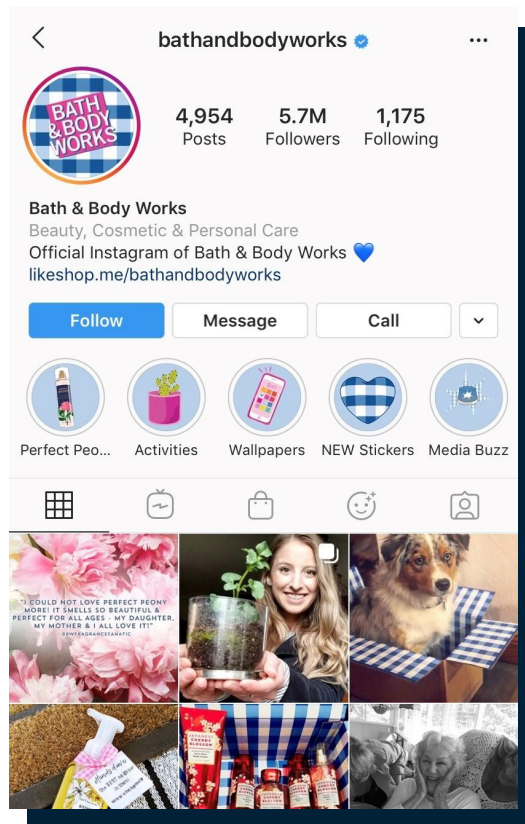 bathandbodyworks
BATH
& BODY
WORKS
4,954 5.7M 1,175
Posts Followers Following
Bath & Body Works
Beauty, Cosmetic & Personal Care
Official Instagram of Bath & Body Works 💙
likeshop.me/bathandbodyworks
Follow Message Call
Perfect Peo... Activities Wallpapers NEW Stickers Media Buzz
"I COULD NOT LOVE PERFECT PEONY
MORE! IT SMELLS SO BEAUTIFUL &
PERFECT FOR ALL AGES - MY DAUGHTER,
MY MOTHER & I ALL LOVE IT!"
JAPANESE
CHERRY
BLOSSOM